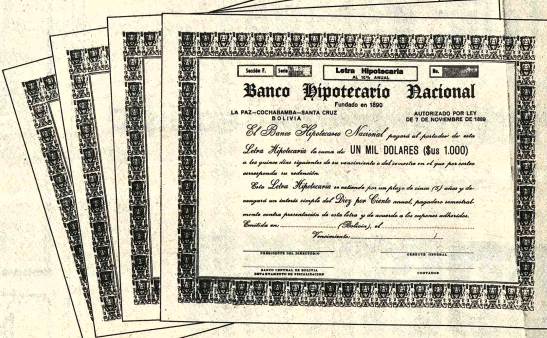 Sección F. Serie Letra Hipotecaria No.
AL 10% ANUAL
Banco Hipotecario Nacional
Fundado en 1890
LA PAZ—COCHABAMBA—SANTA CRUZ
BOLIVIA
AUTORIZADO POR LEY
DE 7 DE NOVIEMBRE DE 1889
El Banco Hipotecario Nacional pagará al portador de esta
Letra Hipotecaria la suma de UN MIL DOLARES ($us 1.000)
a los quince días siguientes de su vencimiento o del semestre en el que por sorteo
corresponda su redención.
Esta Letra Hipotecaria se extiende por un plazo de cinco (5) años y de-
vengará un interés simple del Diez por Ciento anual, pagadero semestral-
mente contra presentación de esta letra y de acuerdo a los cupones adheridos.
Emitida en: (Bolivia), el
Vencimiento:
PRESIDENTE DEL DIRECTORIO GERENTE GENERAL
BANCO CENTRAL DE BOLIVIA
DEPARTAMENTO DE FISCALIZACION CONTADOR